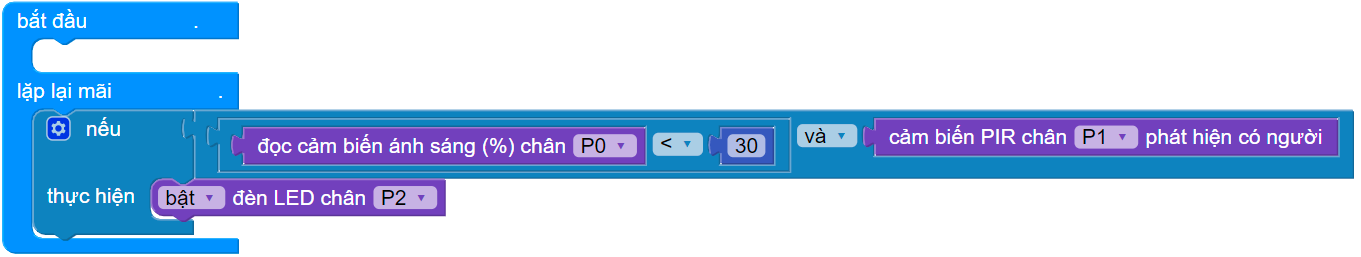 bắt đầu .
lặp lại mãi .
nếu đọc cảm biến ánh sáng (%) chân P0 < 30 và cảm biến PIR chân P1 phát hiện có người
thực hiện bật đèn LED chân P2